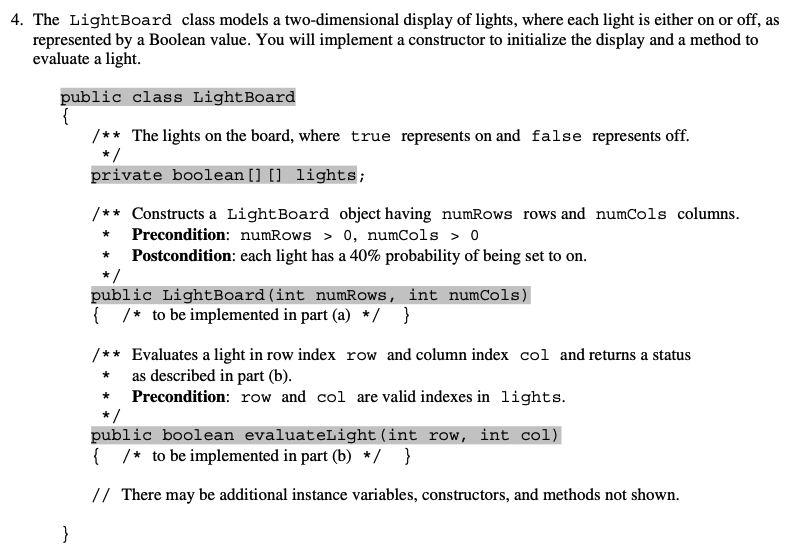 4. The LightBoard class models a two-dimensional display of lights, where each light is either on or off, as
represented by a Boolean value. You will implement a constructor to initialize the display and a method to
evaluate a light.
public class LightBoard
{
/** The lights on the board, where true represents on and false represents off.
*/
private boolean[][] lights;
/** Constructs a LightBoard object having numRows rows and numCols columns.
* Precondition: numRows > 0, numCols > 0
* Postcondition: each light has a 40% probability of being set to on.
*/
public LightBoard(int numRows, int numCols)
{ /* to be implemented in part (a) */ }
/** Evaluates a light in row index row and column index col and returns a status
* as described in part (b).
* Precondition: row and col are valid indexes in lights.
*/
public boolean evaluateLight(int row, int col)
{ /* to be implemented in part (b) */ }
// There may be additional instance variables, constructors, and methods not shown.
}